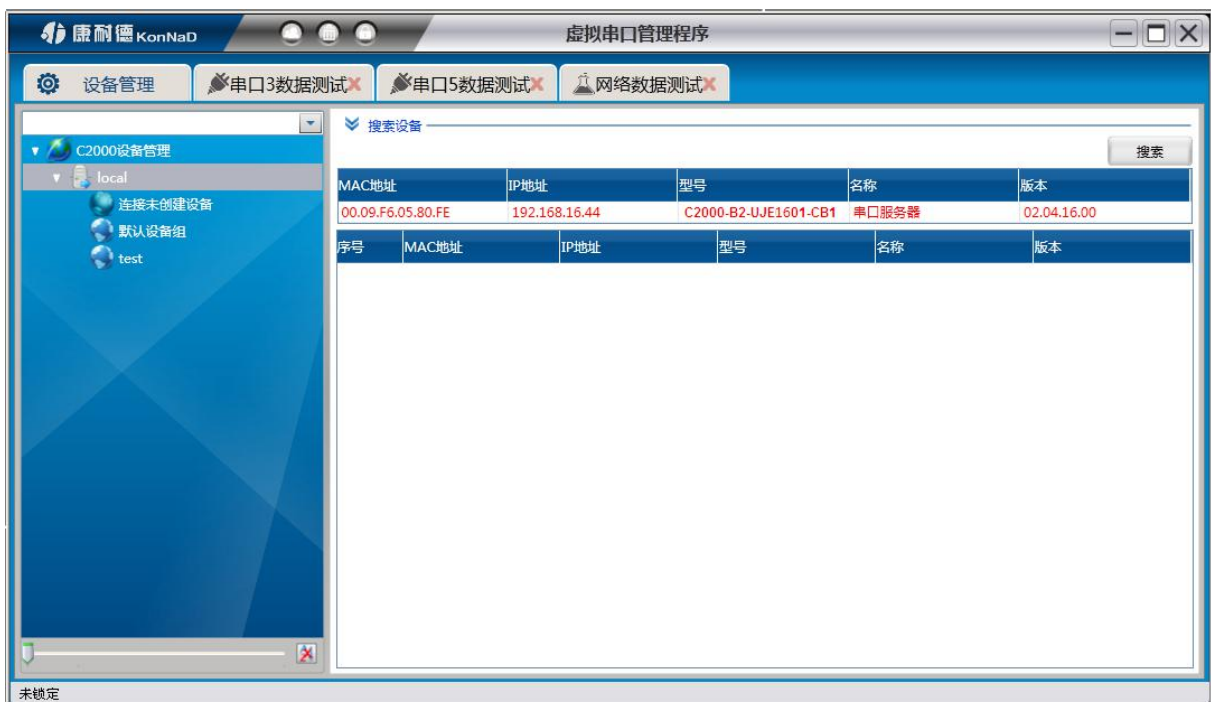 康耐德 KonNaD 虚拟串口管理程序
设备管理 串口3数据测试 串口5数据测试 网络数据测试
搜索设备
搜索
C2000设备管理
local
连接未创建设备
默认设备组
test
MAC地址 IP地址 型号 名称 版本
00.09.F6.05.80.FE 192.168.16.44 C2000-B2-UJE1601-CB1 串口服务器 02.04.16.00
序号 MAC地址 IP地址 型号 名称 版本
未锁定